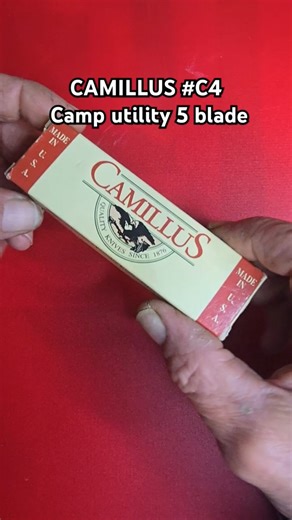 CAMILLUS #C4
Camp utility 5 blade
MADE
IN
U. S. A.
CAMILLUS
QUALITY KNIVES SINCE 1876
MADE
IN
U. S. A.